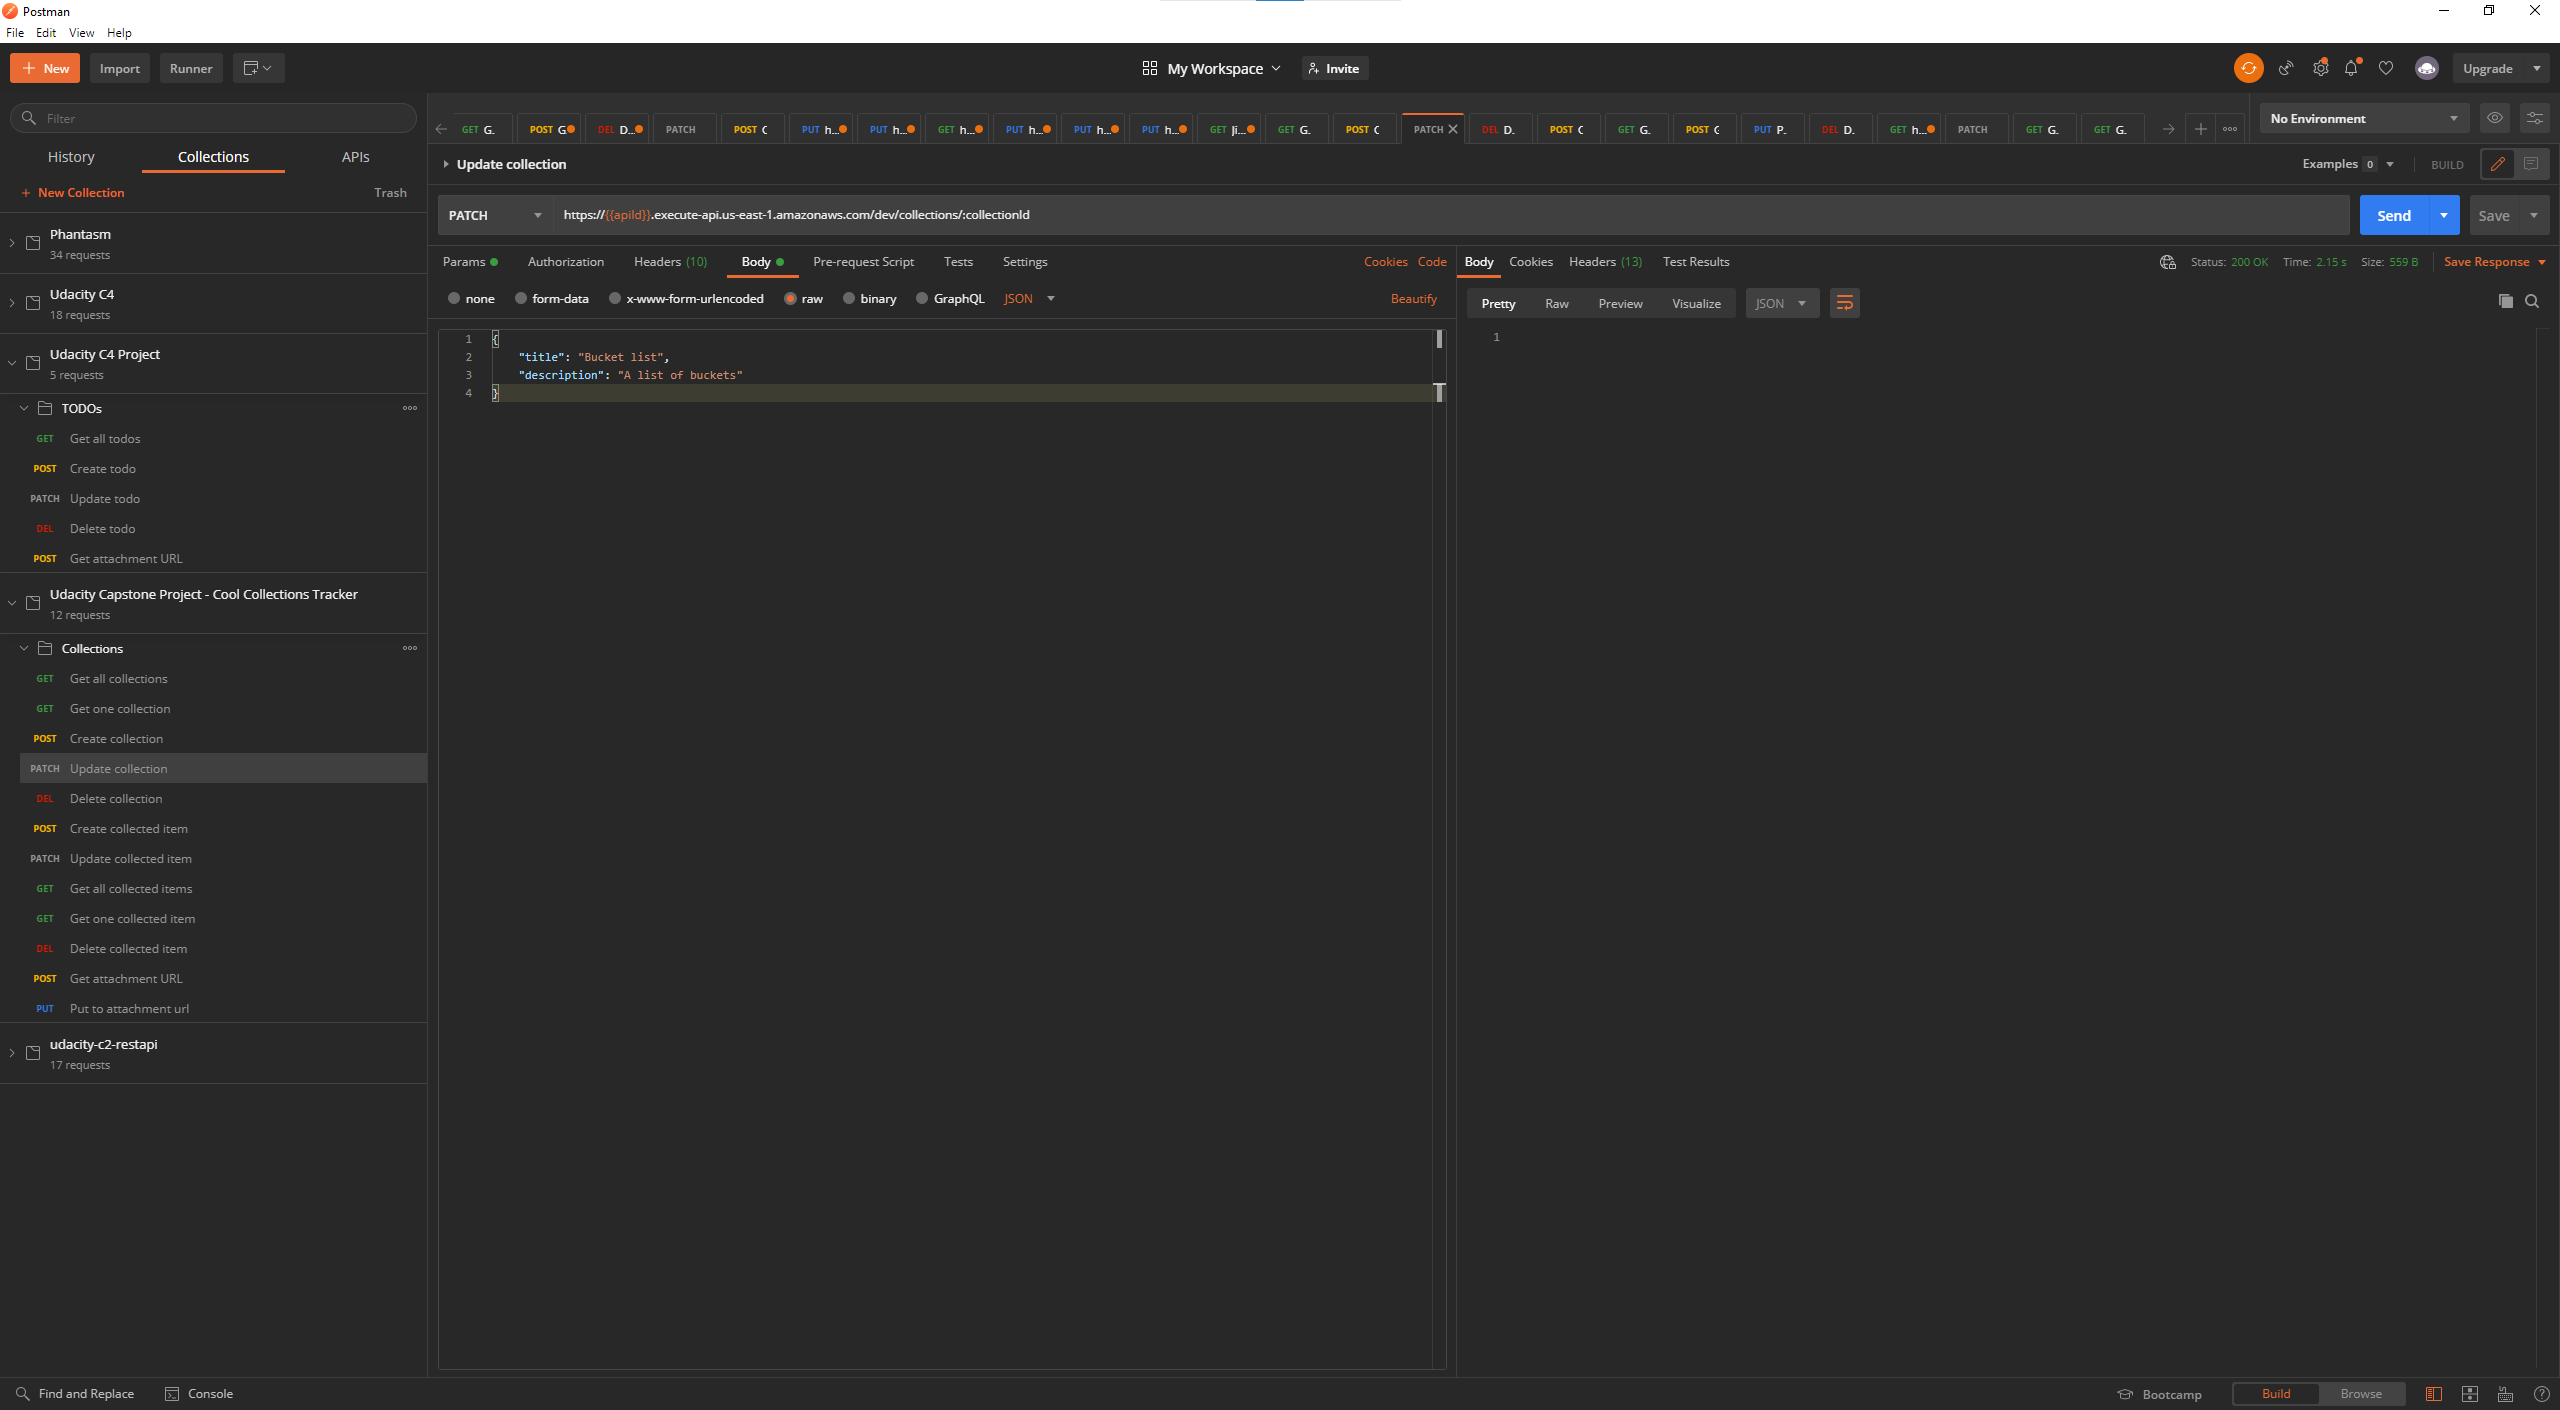 Postman
File Edit View Help
New Import Runner My Workspace Invite Upgrade
Filter
History Collections APIs
New Collection Trash
Phantasm
34 requests
Udacity C4
18 requests
Udacity C4 Project
5 requests
TODOs
GET Get all todos
POST Create todo
PATCH Update todo
DEL Delete todo
POST Get attachment URL
Udacity Capstone Project - Cool Collections Tracker
12 requests
Collections
GET Get all collections
GET Get one collection
POST Create collection
PATCH Update collection
DEL Delete collection
POST Create collected item
PATCH Update collected item
GET Get all collected items
GET Get one collected item
DEL Delete collected item
POST Get attachment URL
PUT Put to attachment url
udacity-c2-restapi
17 requests
GET G. POST G DEL D... PATCH POST C PUT h... PUT h... GET h... PUT h... PUT h... PUT h... GET Ji... GET G. POST C PATCH DEL D. POST C GET G. POST G PUT P. DEL D. GET h... PATCH GET G. GET G.
No Environment
Update collection Examples 0 BUILD
PATCH https://{{apiId}}.execute-api.us-east-1.amazonaws.com/dev/collections/:collectionId Send Save
Params Authorization Headers (10) Body Pre-request Script Tests Settings Cookies Code
none form-data x-www-form-urlencoded raw binary GraphQL JSON Beautify
1 {
2 "title": "Bucket list",
3 "description": "A list of buckets"
4 }
Body Cookies Headers (13) Test Results Status: 200 OK Time: 2.15 s Size: 559 B Save Response
Pretty Raw Preview Visualize JSON
1
Find and Replace Console Bootcamp Build Browse